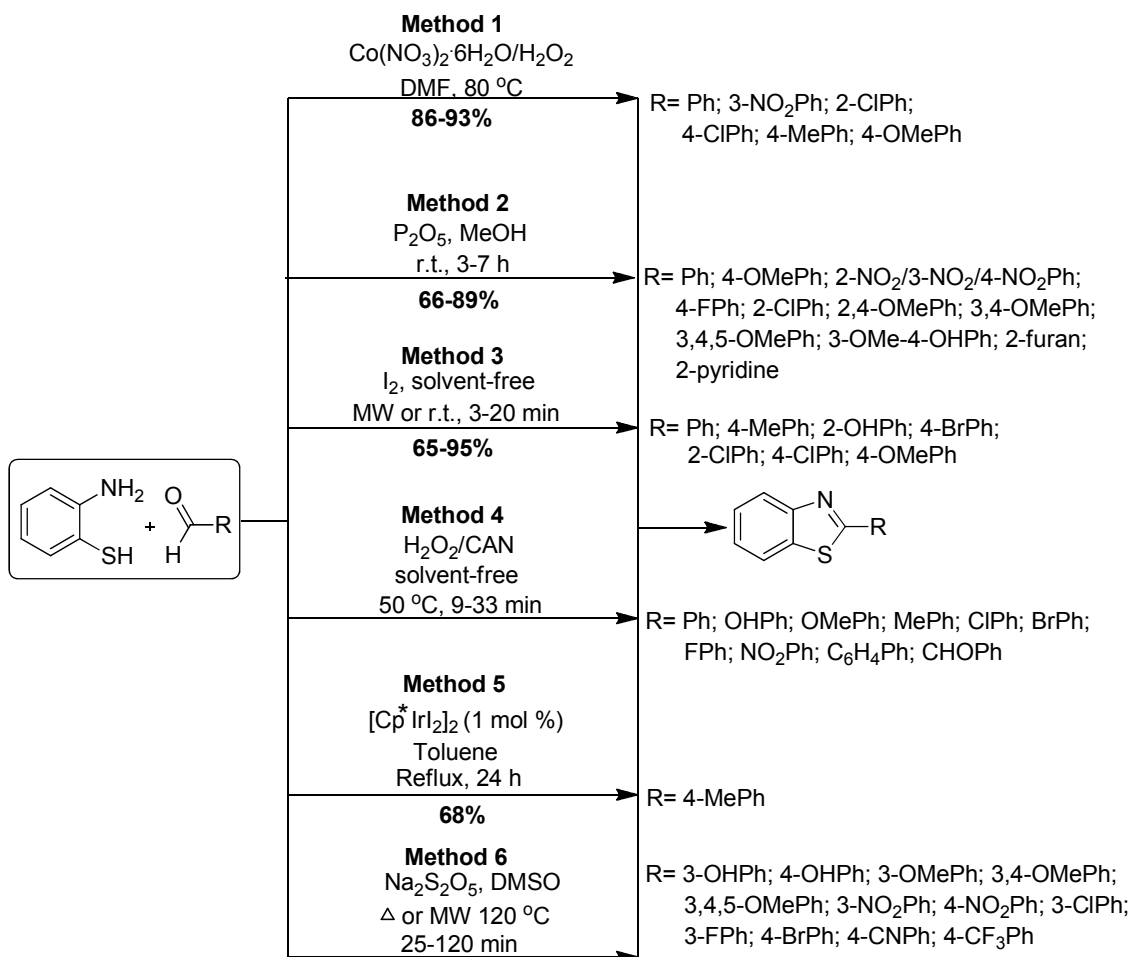 Method 1
Co(NO3)2·6H2O/H2O2
DMF, 80 °C
86-93%
R= Ph; 3-NO2Ph; 2-ClPh;
4-ClPh; 4-MePh; 4-OMePh
Method 2
P2O5, MeOH
r.t., 3-7 h
66-89%
R= Ph; 4-OMePh; 2-NO2/3-NO2/4-NO2Ph;
4-FPh; 2-ClPh; 2,4-OMePh; 3,4-OMePh;
3,4,5-OMePh; 3-OMe-4-OHPh; 2-furan;
2-pyridine
Method 3
I2, solvent-free
MW or r.t., 3-20 min
65-95%
R= Ph; 4-MePh; 2-OHPh; 4-BrPh;
2-ClPh; 4-ClPh; 4-OMePh
NH2
SH
+
O
H
R
N
S
R
Method 4
H2O2/CAN
solvent-free
50 °C, 9-33 min
R= Ph; OHPh; OMePh; MePh; ClPh; BrPh;
FPh; NO2Ph; C6H4Ph; CHOPh
Method 5
[Cp*IrI2]2 (1 mol %)
Toluene
Reflux, 24 h
68%
R= 4-MePh
Method 6
Na2S2O5, DMSO
△ or MW 120 °C
25-120 min
R= 3-OHPh; 4-OHPh; 3-OMePh; 3,4-OMePh;
3,4,5-OMePh; 3-NO2Ph; 4-NO2Ph; 3-ClPh;
3-FPh; 4-BrPh; 4-CNPh; 4-CF3Ph